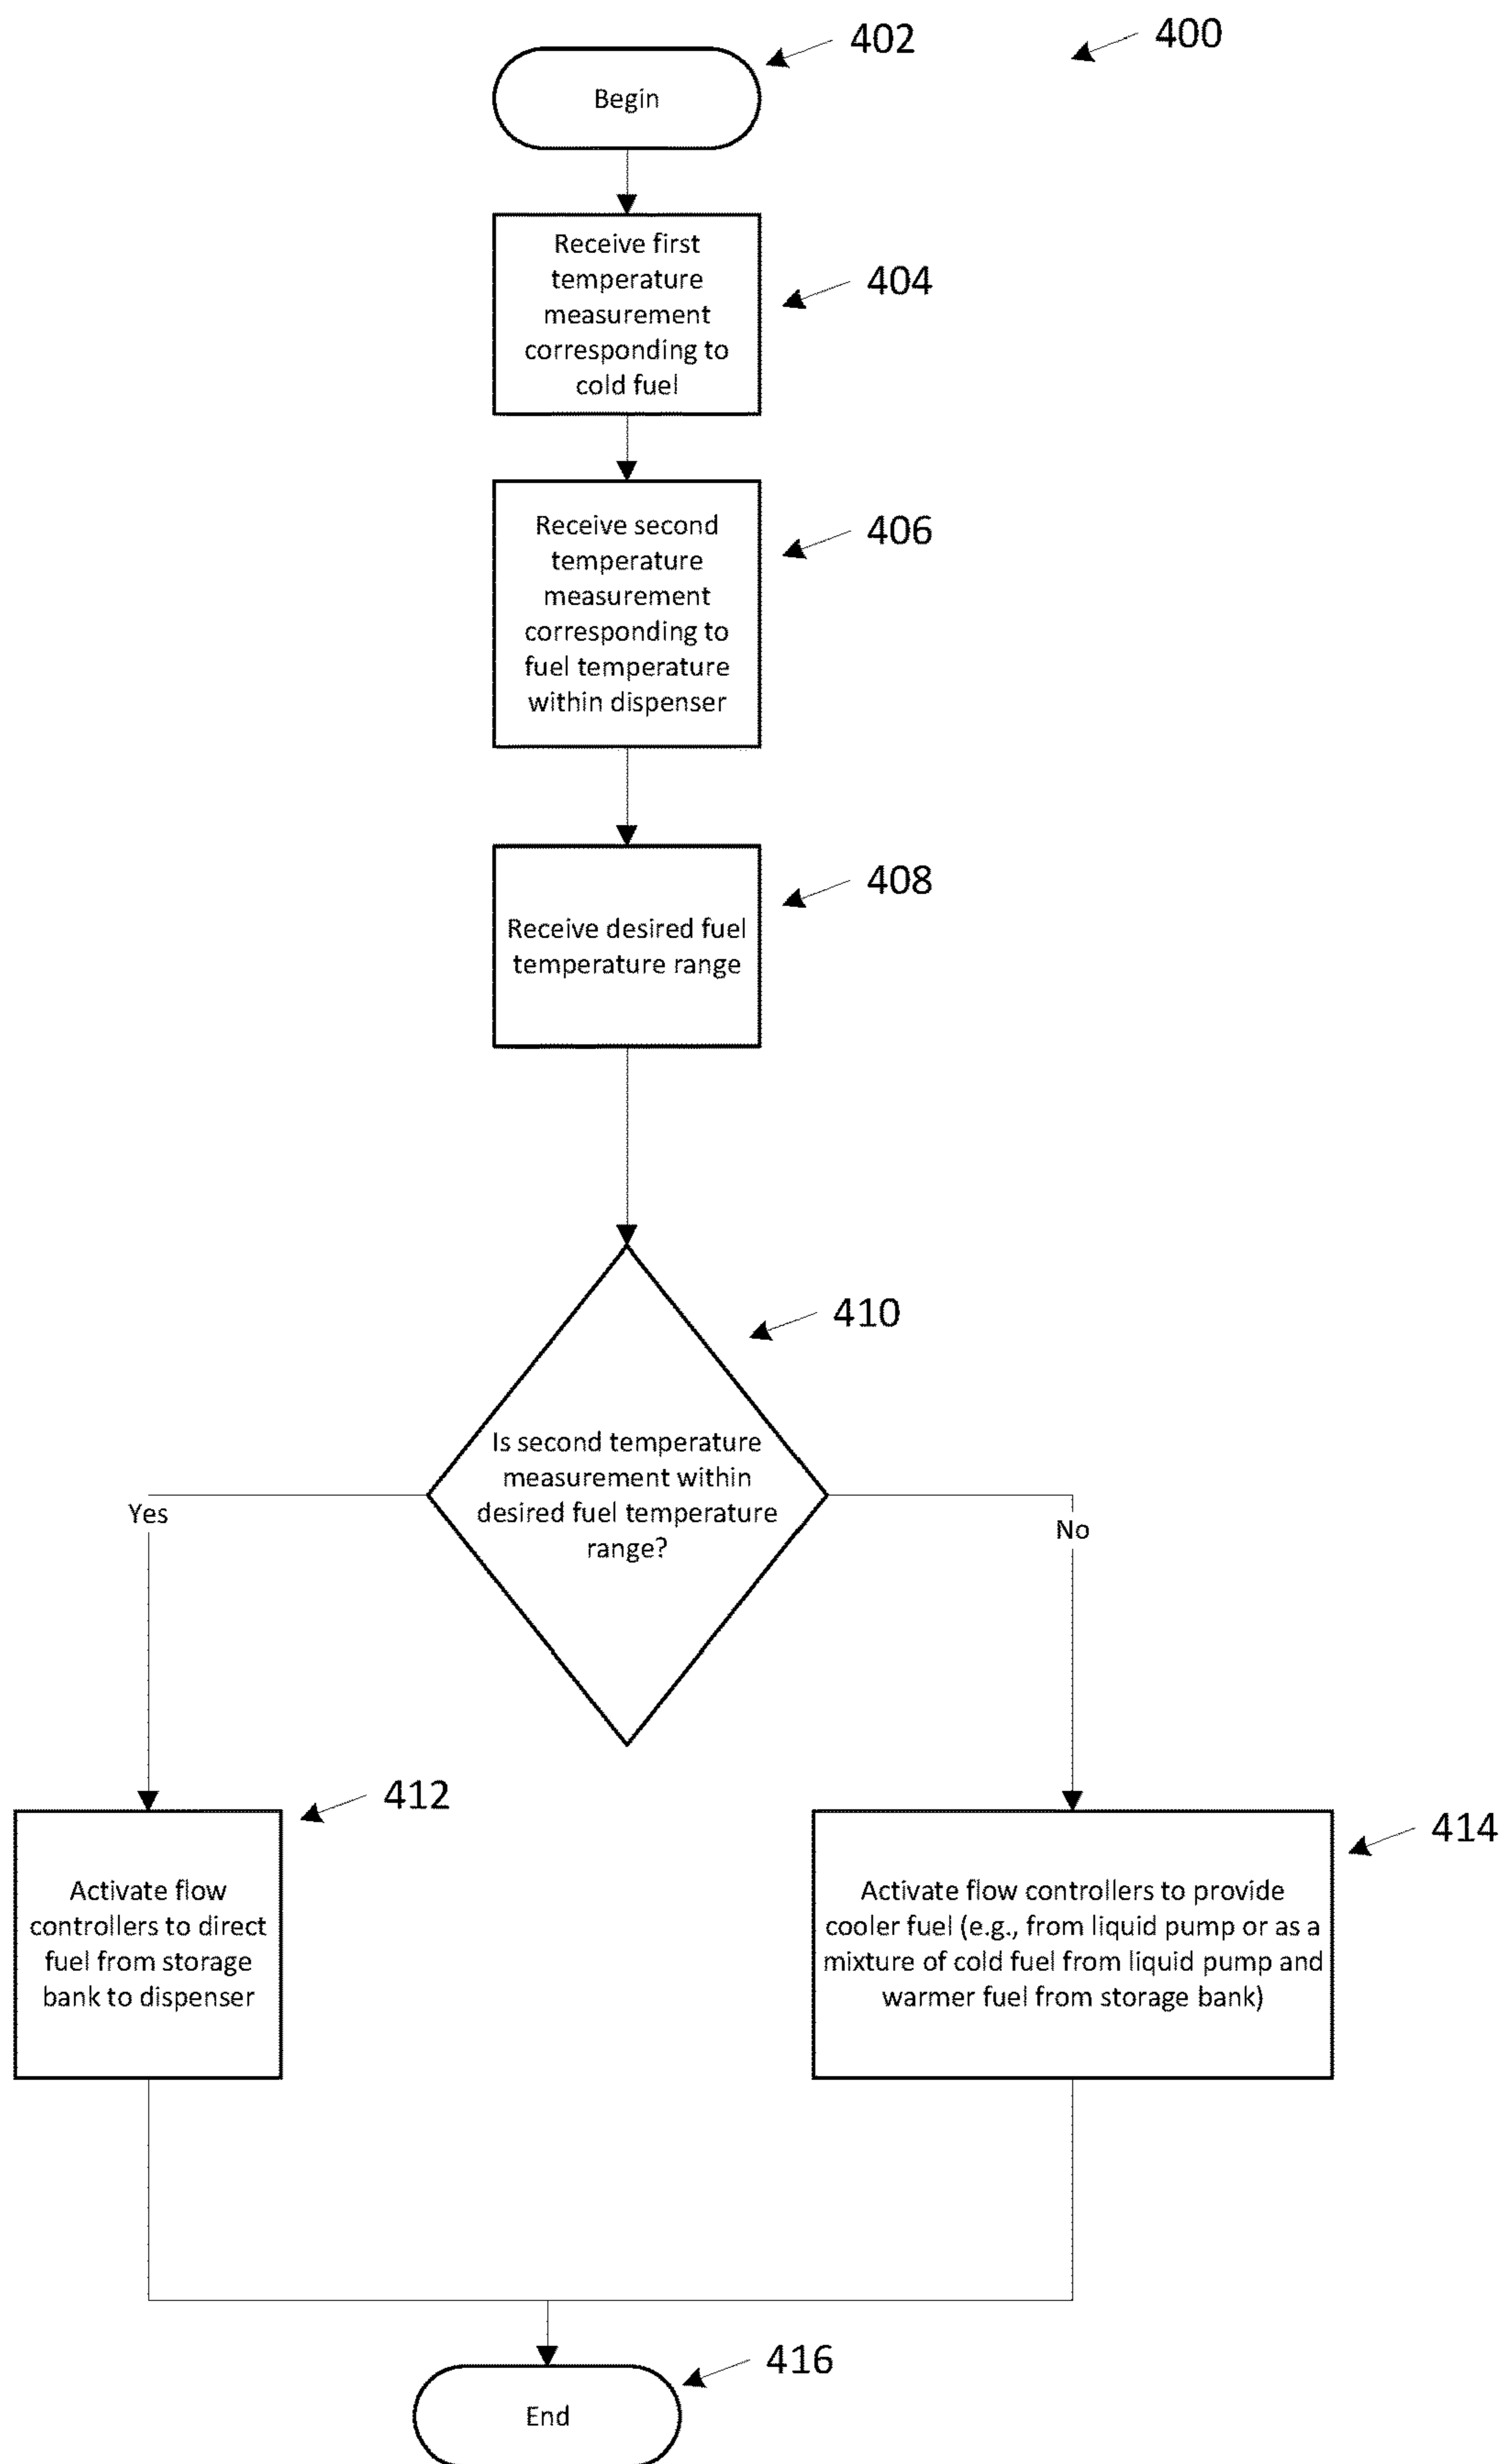 402
400
Begin
Receive first
temperature
measurement
corresponding to
cold fuel
404
Receive second
temperature
measurement
corresponding to
fuel temperature
within dispenser
406
408
Receive desired fuel
temperature range
410
Is second temperature
measurement within
desired fuel temperature
range?
Yes
No
412
414
Activate flow
controllers to direct
fuel from storage
bank to dispenser
Activate flow controllers to provide
cooler fuel (e.g., from liquid pump or as a
mixture of cold fuel from liquid pump and
warmer fuel from storage bank)
416
End